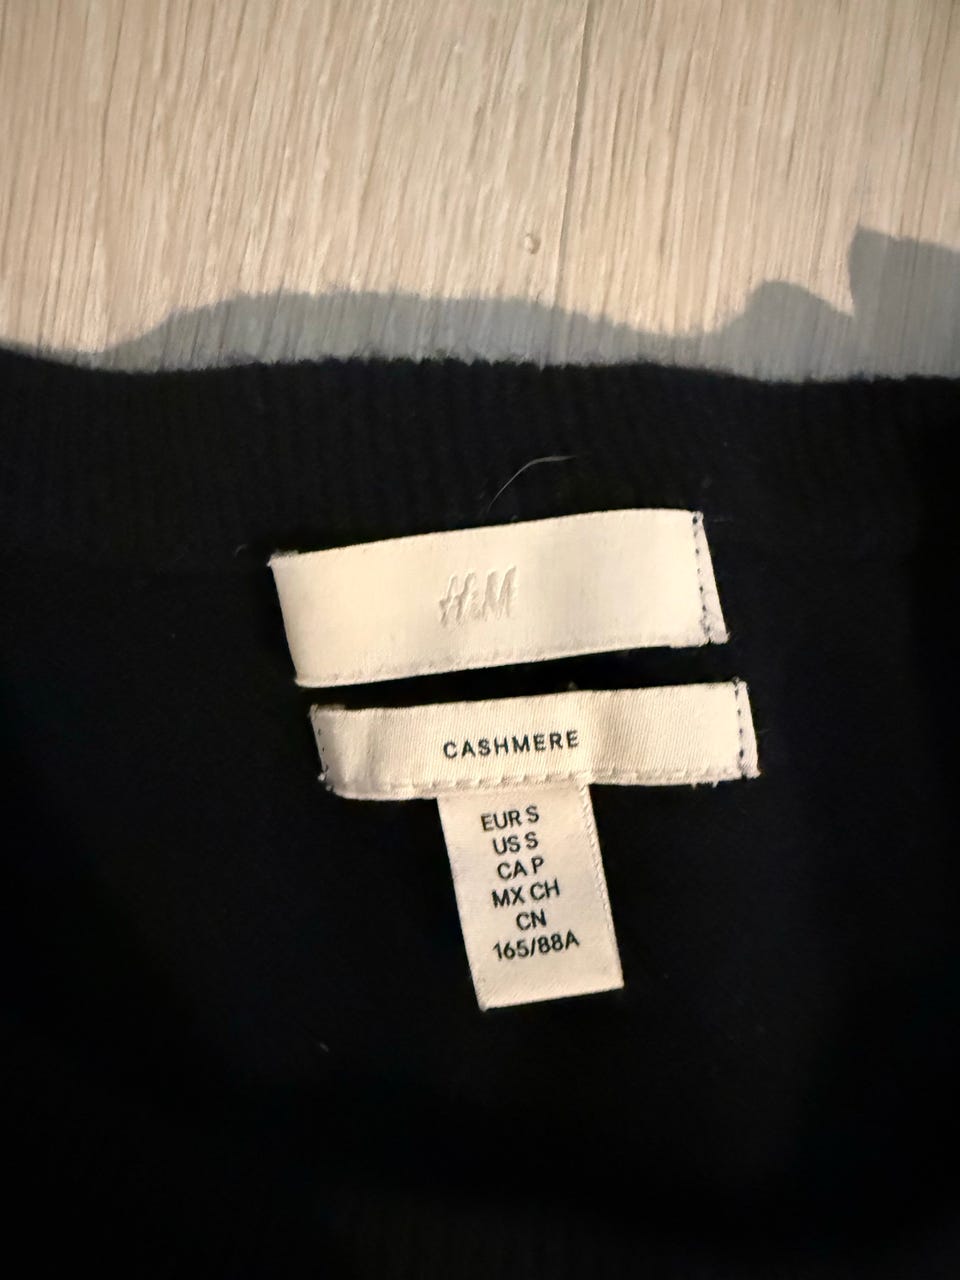 H&M
CASHMERE
EUR S
US S
CA P
MX CH
CN
165/88A